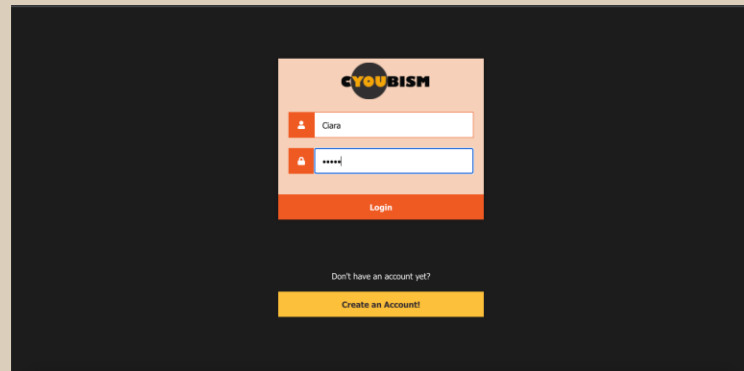 CYOUBISM
Ciara
•••••
Login
Don't have an account yet?
Create an Account!